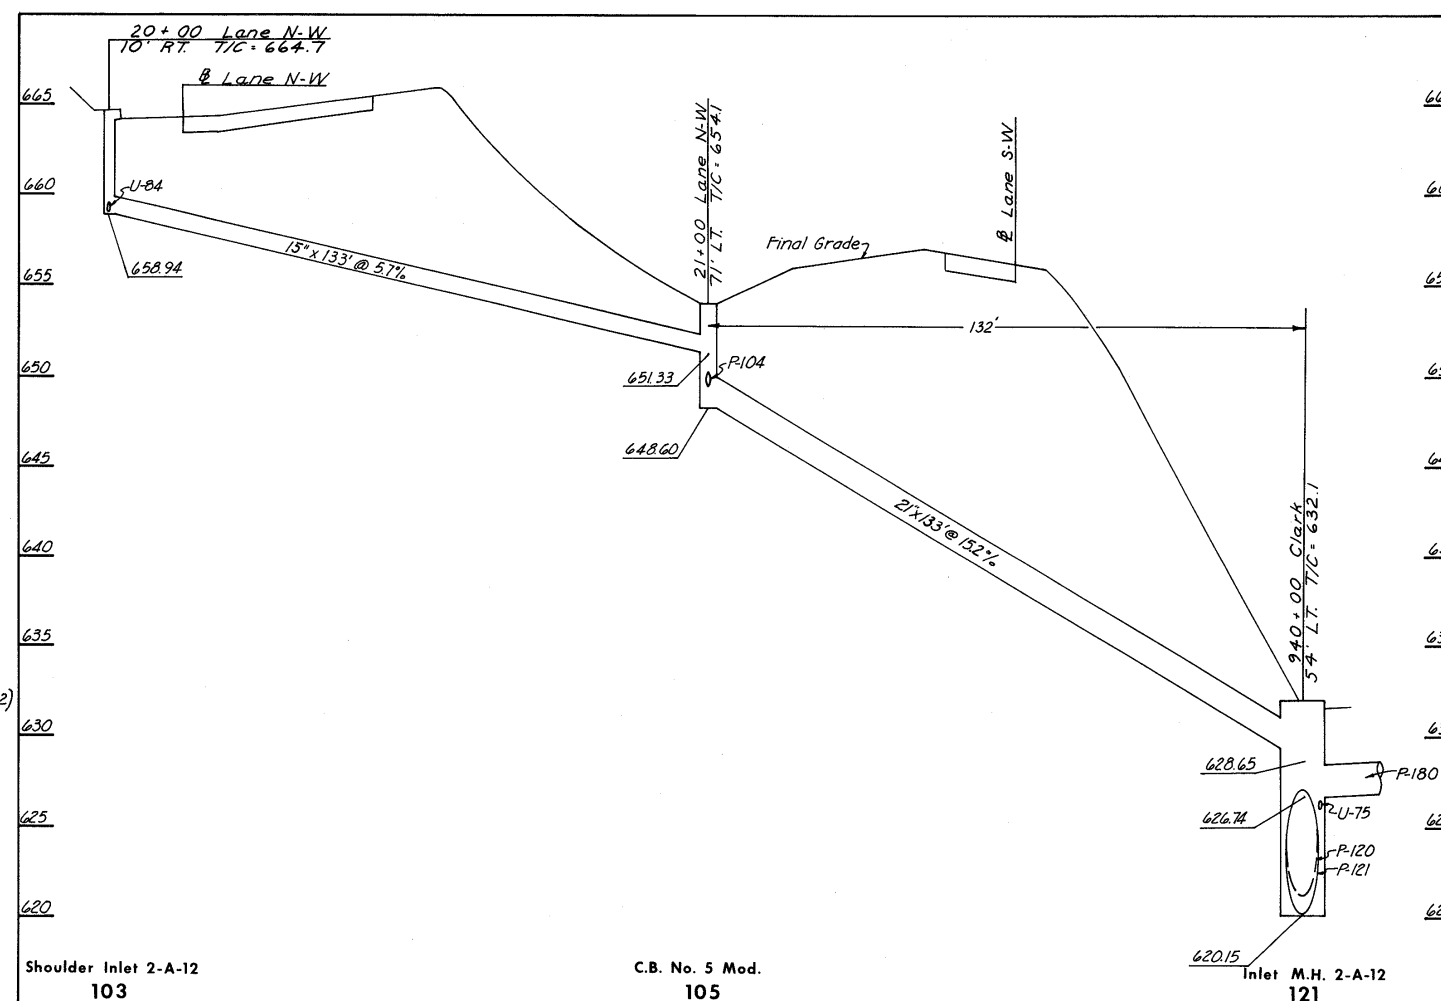 20+00 Lane N-W
10' RT. T/C = 664.7
℄ Lane N-W
665
660
655
650
645
640
635
630
625
620
U-84
658.94
15" x 133' @ 5.7%
21+00 Lane N-W
71' LT. T/C = 654.1
Final Grade
℄ Lane S-W
132'
651.33
P-104
648.60
21" x 133' @ 15.2%
940+00 Clark
54' LT. T/C = 632.1
628.65
P-180
626.74
U-75
P-120
P-121
620.15
2)
Shoulder Inlet 2-A-12
103
C.B. No. 5 Mod.
105
Inlet M.H. 2-A-12
121